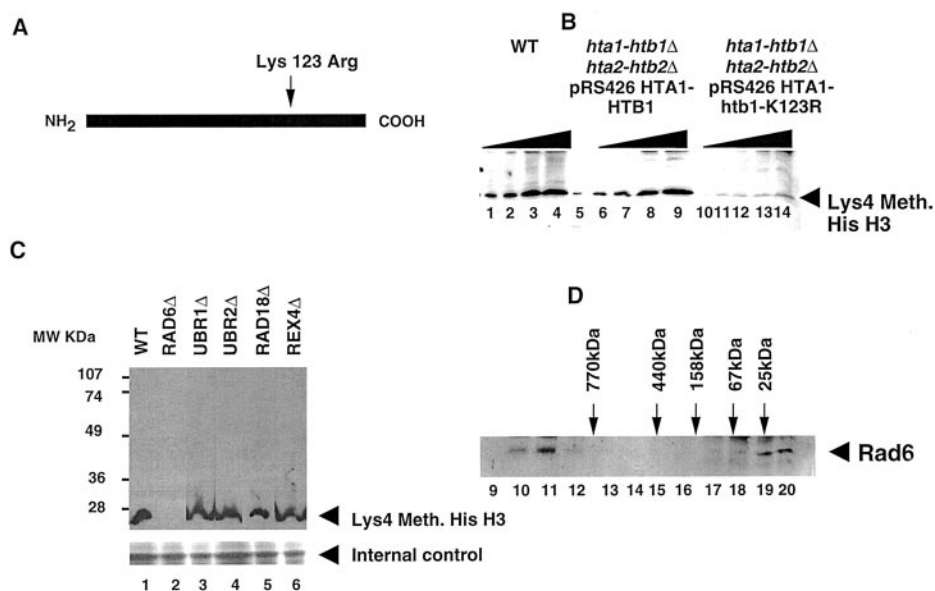 A
Lys 123 Arg
NH2
COOH
B
WT
hta1-htb1Δ
hta2-htb2Δ
pRS426 HTA1-
HTB1
hta1-htb1Δ
hta2-htb2Δ
pRS426 HTA1-
htb1-K123R
1 2 3 4 5 6 7 8 9 10 11 12 13 14
Lys4 Meth.
His H3
C
MW KDa
WT
RAD6Δ
UBR1Δ
UBR2Δ
RAD18Δ
REX4Δ
107
74
49
36
28
Lys4 Meth. His H3
Internal control
1 2 3 4 5 6
D
770kDa
440kDa
158kDa
67kDa
25kDa
Rad6
9 10 11 12 13 14 15 16 17 18 19 20